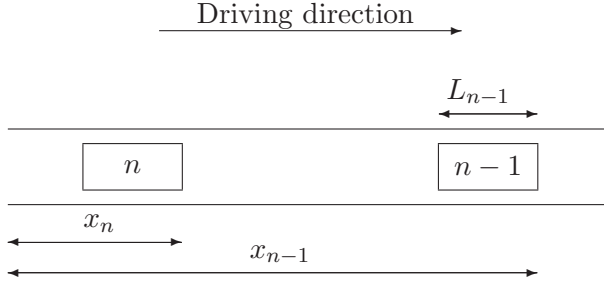 Driving direction
L_{n−1}
n
n − 1
x_n
x_{n−1}